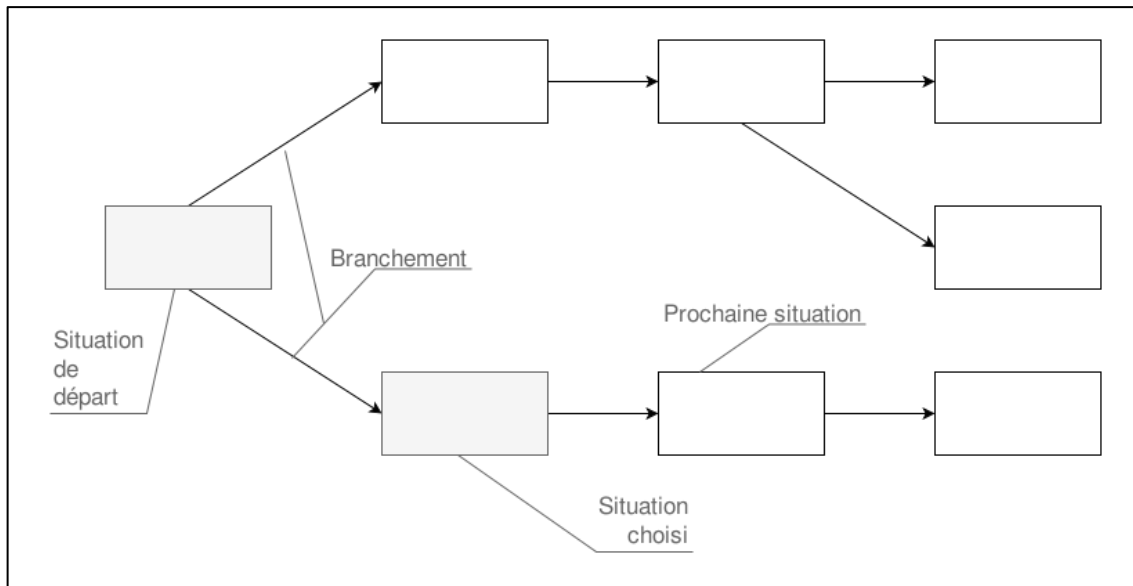 Branchement
Prochaine situation
Situation
de
départ
Situation
choisi